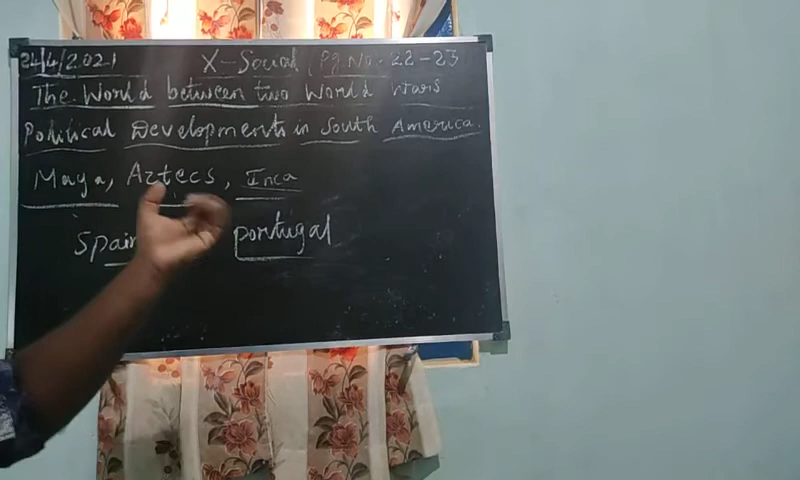 24/4/2021 X-Social, Pg.No. 22-23
The World between two World Wars
Political Developments in South America.
Maya, Aztecs, Inca
Spain portugal